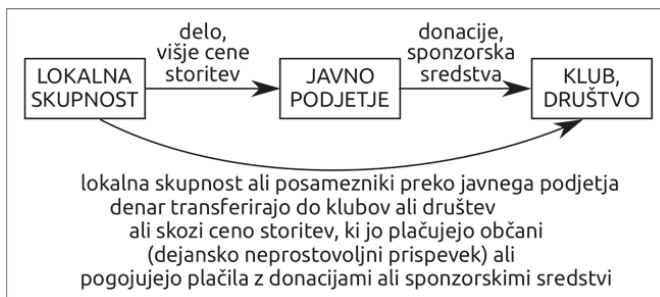 delo,
višje cene
storitev
donacije,
sponzorska
sredstva
LOKALNA
SKUPNOST
JAVNO
PODJETJE
KLUB,
DRUŠTVO
lokalna skupnost ali posamezniki preko javnega podjetja
denar transferirajo do klubov ali društev
ali skozi ceno storitev, ki jo plačujejo občani
(dejansko neprostovoljni prispevek) ali
pogojujejo plačila z donacijami ali sponzorskimi sredstvi